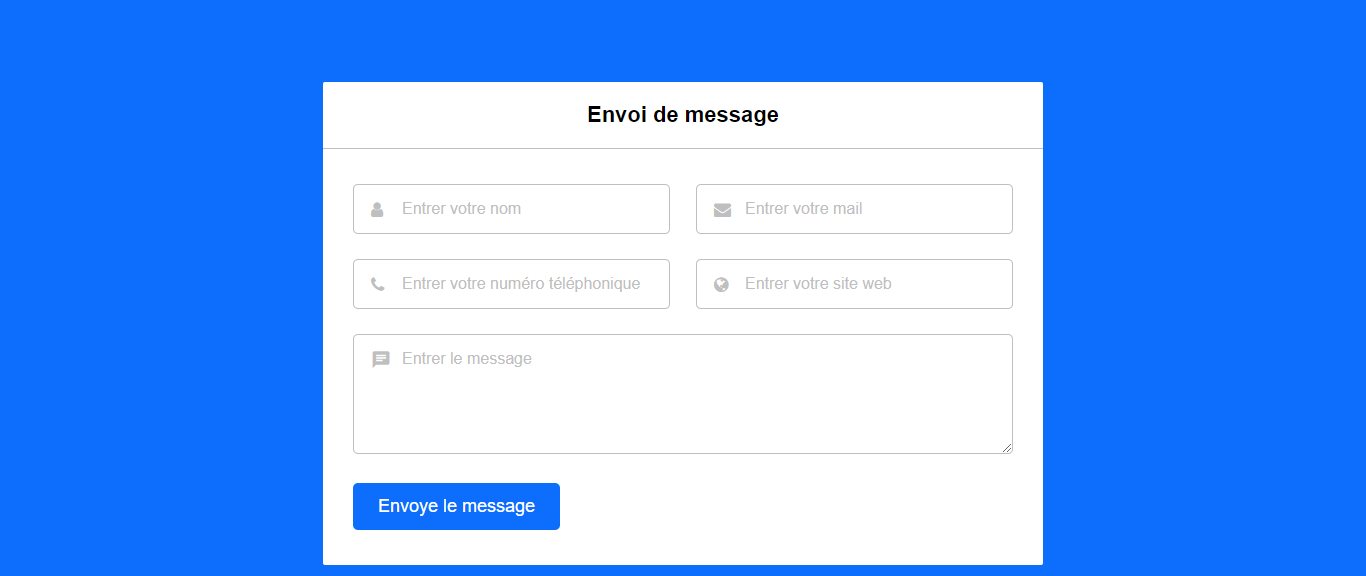 Envoi de message
Entrer votre nom
Entrer votre mail
Entrer votre numéro téléphonique
Entrer votre site web
Entrer le message
Envoye le message